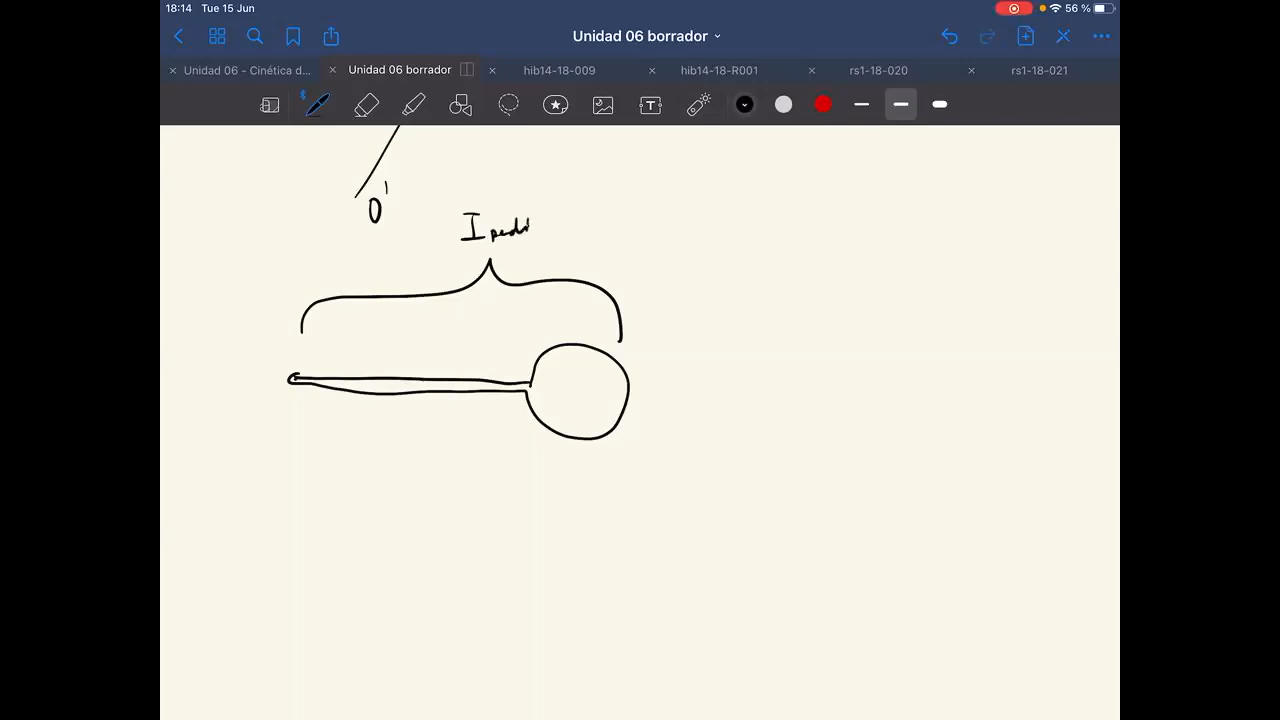 18:14 Tue 15 Jun 56 %
Unidad 06 borrador
Unidad 06 - Cinética d... Unidad 06 borrador hib14-18-009 hib14-18-R001 rs1-18-020 rs1-18-021
T
O'
I